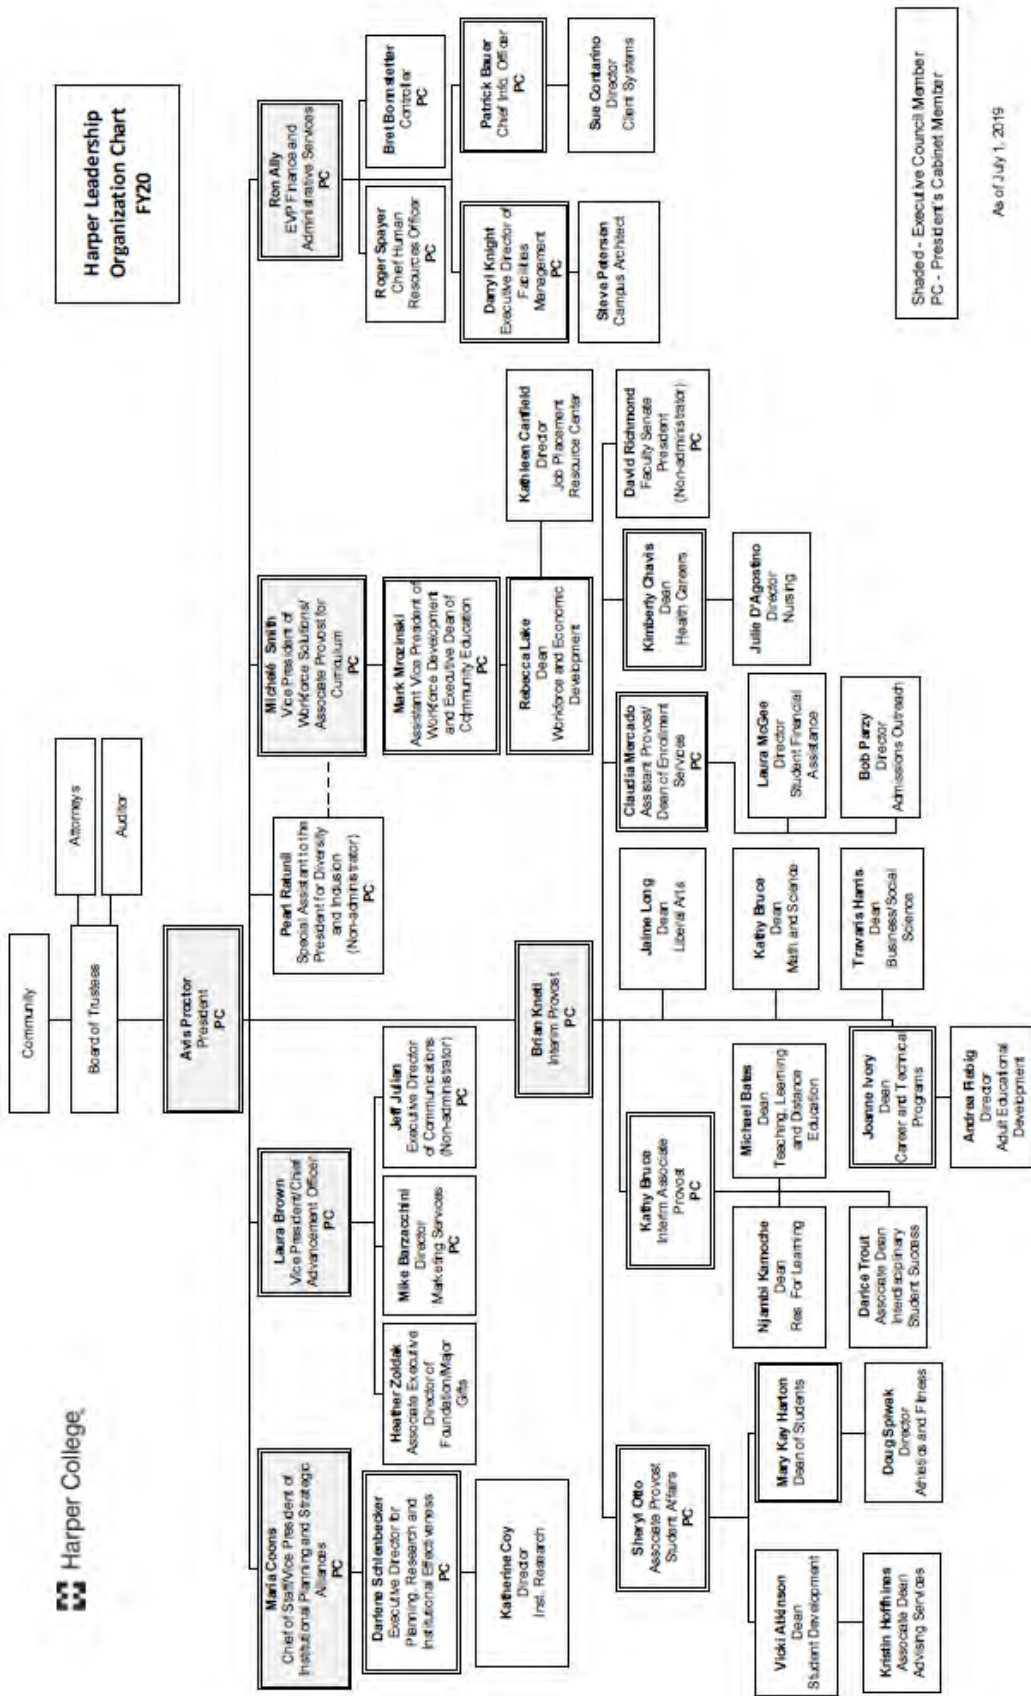 Harper College
Harper Leadership
Organization Chart
FY20
Community
Board of Trustees
Attorneys
Auditor
Avis Proctor
President
PC
Maria Coons
Chief of Staff/Vice President of
Institutional Planning and Strategic
Alliances
PC
Darlene Schlenbecker
Executive Director for
Planning, Research and
Institutional Effectiveness
PC
Katherine Coy
Director
Inst. Research
Laura Brown
Vice President/Chief
Advancement Officer
PC
Heather Zoldak
Associate Executive
Director of
Foundation/Major
Gifts
Mike Barzacchini
Director
Marketing Services
PC
Jeff Julian
Executive Director
of Communications
(Non-administrator)
PC
Pearl Ratunil
Special Assistant to the
President for Diversity
and Inclusion
(Non-administrator)
PC
Michelé Smith
Vice President of
Workforce Solutions/
Associate Provost for
Curriculum
PC
Mark Mrozinski
Assistant Vice President of
Workforce Development
and Executive Dean of
Community Education
PC
Rebecca Lake
Dean
Workforce and Economic
Development
Kathleen Canfield
Director
Job Placement
Resource Center
Ron Ally
EVP Finance and
Administrative Services
PC
Roger Spayer
Chief Human
Resources Officer
PC
Bret Bonnstetter
Controller
PC
Darryl Knight
Executive Director of
Facilities
Management
PC
Patrick Bauer
Chief Info. Officer
PC
Steve Petersen
Campus Architect
Sue Contarino
Director
Client Systems
Brian Knetl
Interim Provost
PC
Sheryl Otto
Associate Provost
Student Affairs
PC
Vicki Atkinson
Dean
Student Development
Kristin Hoffhines
Associate Dean
Advising Services
Mary Kay Harton
Dean of Students
Doug Spiwak
Director
Athletics and Fitness
Kathy Bruce
Interim Associate
Provost
PC
Njambi Kamoche
Dean
Res. For Learning
Michael Bates
Dean
Teaching, Learning
and Distance
Education
Darice Trout
Associate Dean
Interdisciplinary
Student Success
Jaime Long
Dean
Liberal Arts
Kathy Bruce
Dean
Math and Science
Travaris Harris
Dean
Business/Social
Science
Joanne Ivory
Dean
Career and Technical
Programs
Andrea Fiebig
Director
Adult Educational
Development
Claudia Mercado
Assistant Provost/
Dean of Enrollment
Services
PC
Laura McGee
Director
Student Financial
Assistance
Bob Parzy
Director
Admissions Outreach
Kimberly Chavis
Dean
Health Careers
Julie D'Agostino
Director
Nursing
David Richmond
Faculty Senate
President
(Non-administrator)
PC
Shaded - Executive Council Member
PC - President's Cabinet Member
As of July 1, 2019